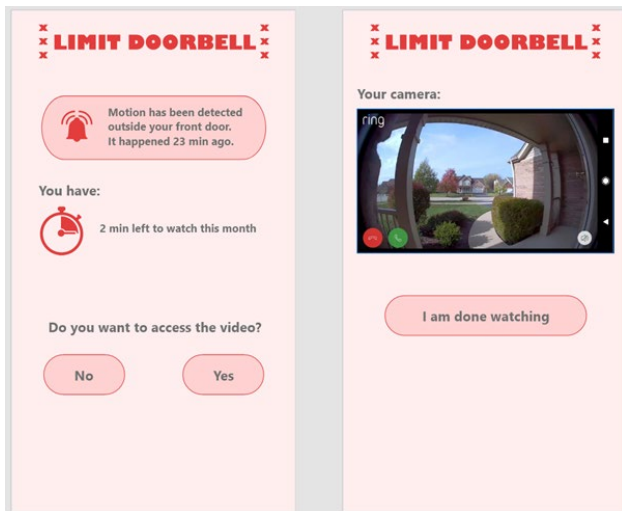 LIMIT DOORBELL
Motion has been detected
outside your front door.
It happened 23 min ago.
You have:
2 min left to watch this month
Do you want to access the video?
No
Yes
LIMIT DOORBELL
Your camera:
ring
I am done watching